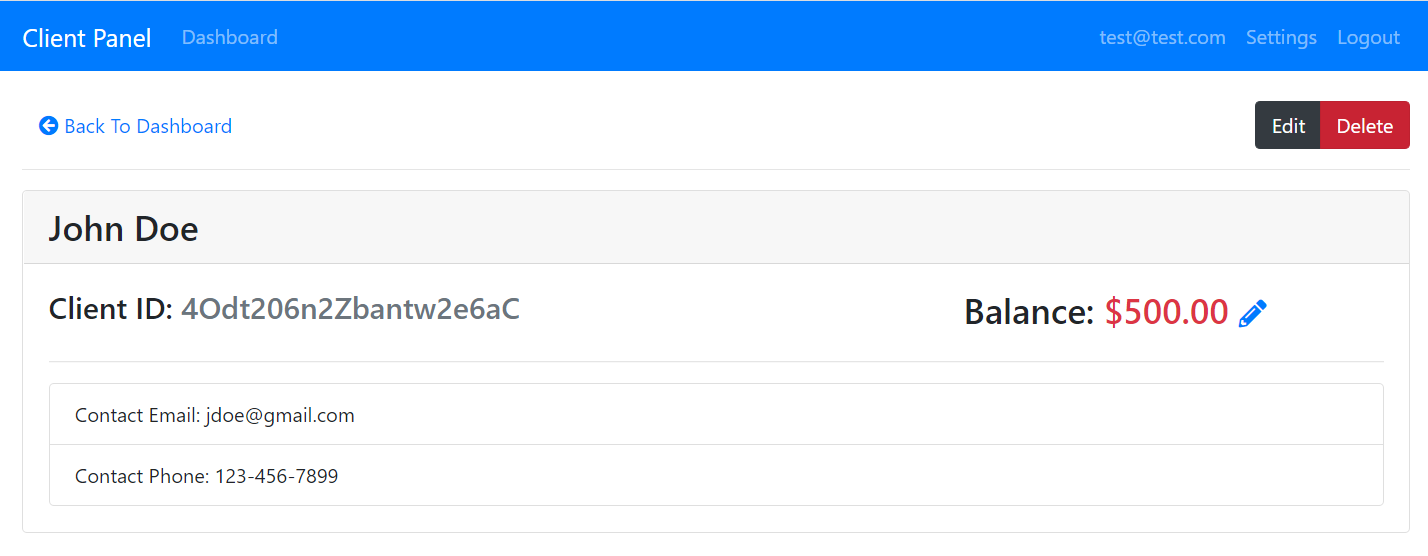 Client Panel Dashboard test@test.com Settings Logout
Back To Dashboard Edit Delete
John Doe
Client ID: 4Odt206n2Zbantw2e6aC Balance: $500.00
Contact Email: jdoe@gmail.com
Contact Phone: 123-456-7899